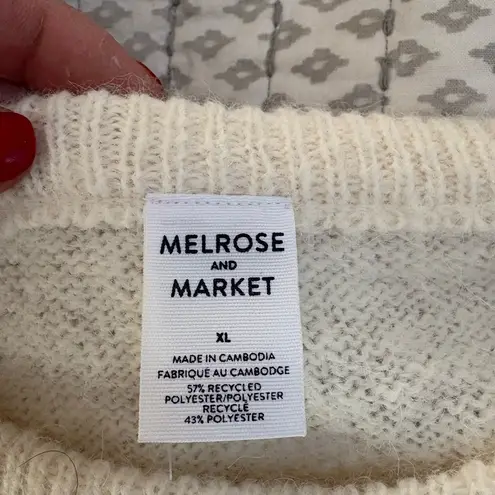 MELROSE
AND
MARKET
XL
MADE IN CAMBODIA
FABRIQUÉ AU CAMBODGE
57% RECYCLED
POLYESTER/POLYESTER
RECYCLÉ
43% POLYESTER